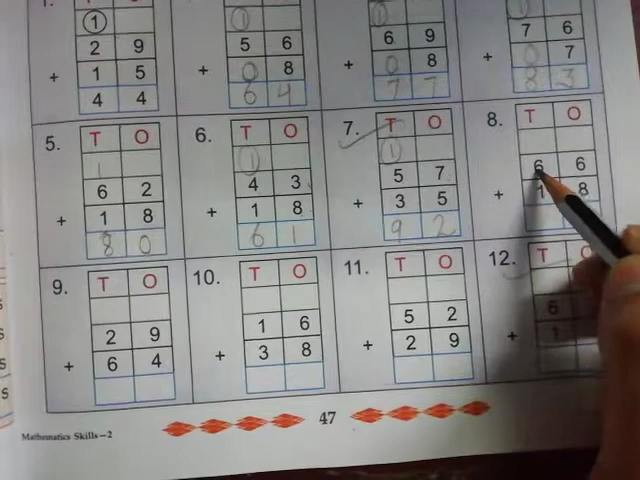 1. T O
①
2 9 5 6 6 9 7 6
+ 1 5 + 0 8 + 0 8 + 0 7
4 4 6 4 7 7 8 3
5. T O 6. T O 7. T O 8. T O
1 1 1
6 2 4 3 5 7 6 6
+ 1 8 + 1 8 + 3 5 + 1 8
8 0 6 1 9 2
9. T O 10. T O 11. T O 12. T O
2 9 1 6 5 2 6
+ 6 4 + 3 8 + 2 9 + 1
Mathematics Skills–2 47